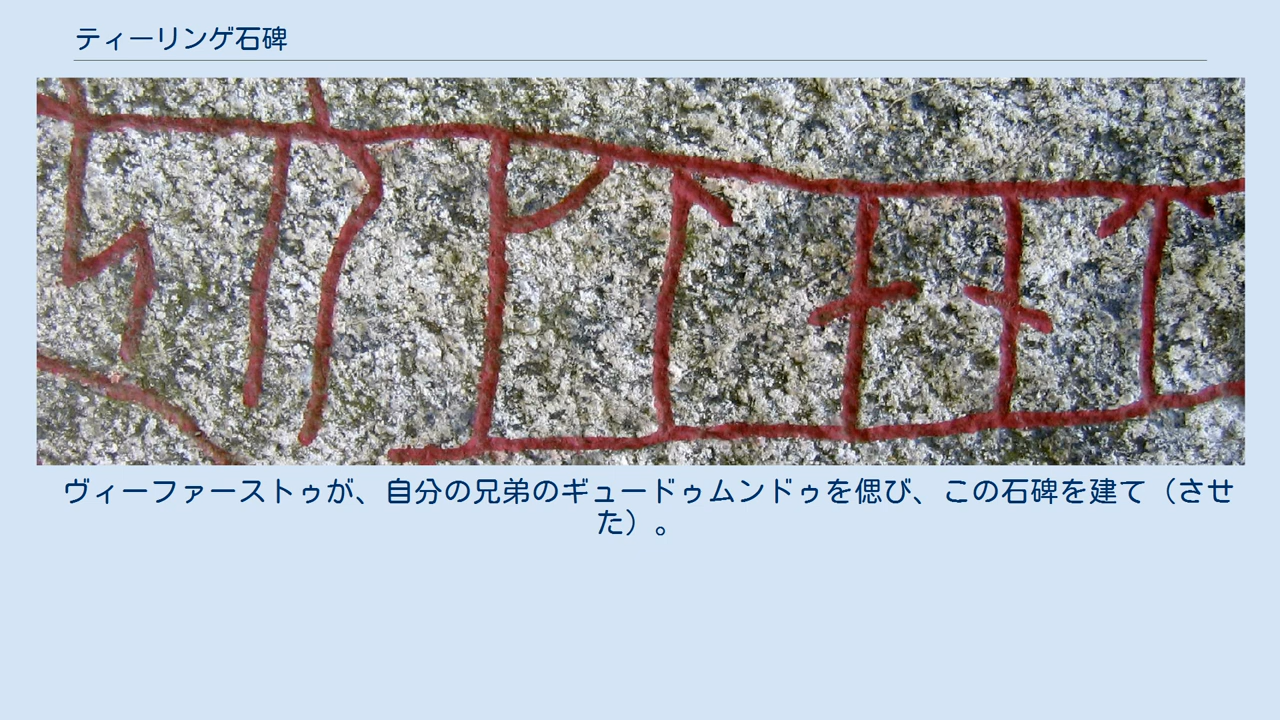 ティーリンゲ石碑
ᛋᚱᚴᛚᛅᚾᛏ
ヴィーファーストゥが、自分の兄弟のギュードゥムンドゥを偲び、この石碑を建て（させ
た）。